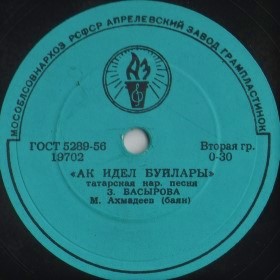 МОСОБЛСОВНАРХОЗ РСФСР АПРЕЛЕВСКИЙ ЗАВОД ГРАМПЛАСТИНОК
ГОСТ 5289-56 Вторая гр.
19702 0-30
«АК ИДЕЛ БУЙЛАРЫ»
татарская нар. песня
З. БАСЫРОВА
М. Ахмадеев (баян)